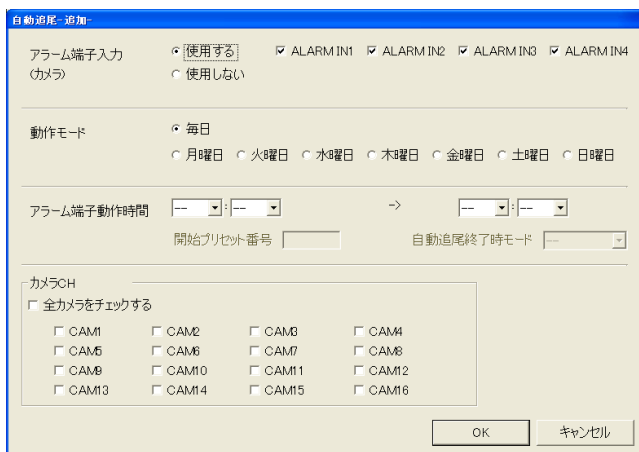 自動追尾-追加-
アラーム端子入力 使用する ALARM IN1 ALARM IN2 ALARM IN3 ALARM IN4
(カメラ) 使用しない
動作モード 毎日
月曜日 火曜日 水曜日 木曜日 金曜日 土曜日 日曜日
アラーム端子動作時間 -- : -- -> -- : --
開始プリセット番号 自動追尾終了時モード --
カメラCH
全カメラをチェックする
CAM1 CAM2 CAM3 CAM4
CAM5 CAM6 CAM7 CAM8
CAM9 CAM10 CAM11 CAM12
CAM13 CAM14 CAM15 CAM16
OK キャンセル